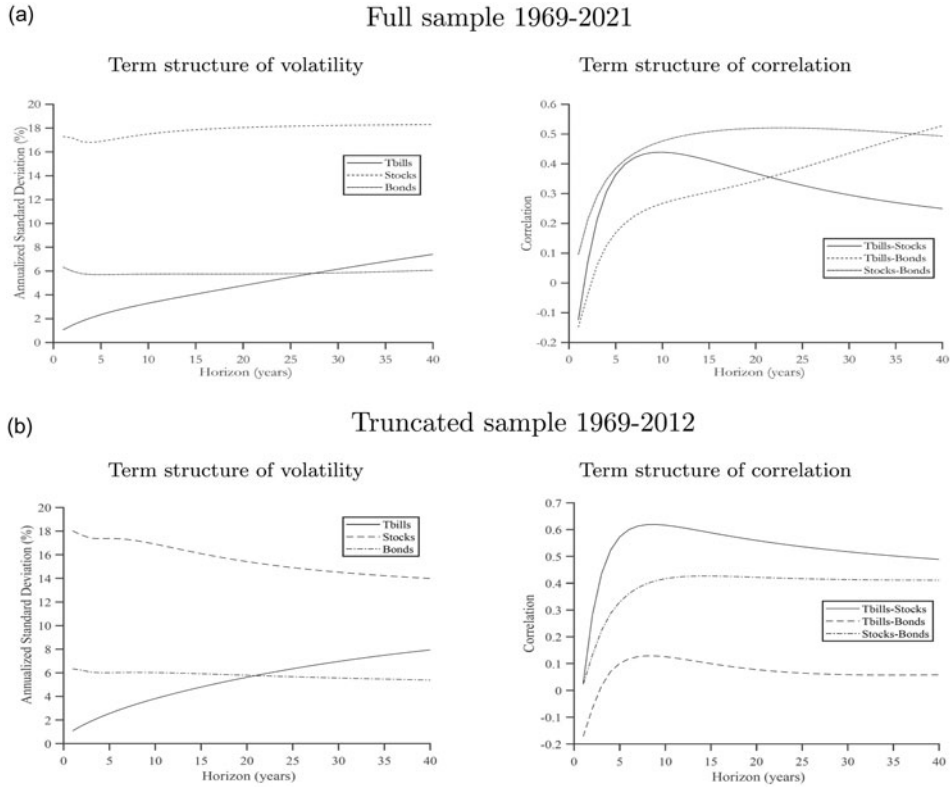 (a)
Full sample 1969-2021
Term structure of volatility
Annualized Standard Deviation (%)
20
18
16
14
12
10
8
6
4
2
0
Tbills
Stocks
Bonds
0 5 10 15 20 25 30 35 40
Horizon (years)
Term structure of correlation
Correlation
0.6
0.5
0.4
0.3
0.2
0.1
0
-0.1
-0.2
Tbills-Stocks
Tbills-Bonds
Stocks-Bonds
0 5 10 15 20 25 30 35 40
Horizon (years)
(b)
Truncated sample 1969-2012
Term structure of volatility
Annualized Standard Deviation (%)
20
18
16
14
12
10
8
6
4
2
0
Tbills
Stocks
Bonds
0 5 10 15 20 25 30 35 40
Horizon (years)
Term structure of correlation
Correlation
0.7
0.6
0.5
0.4
0.3
0.2
0.1
0
-0.1
-0.2
Tbills-Stocks
Tbills-Bonds
Stocks-Bonds
0 5 10 15 20 25 30 35 40
Horizon (years)